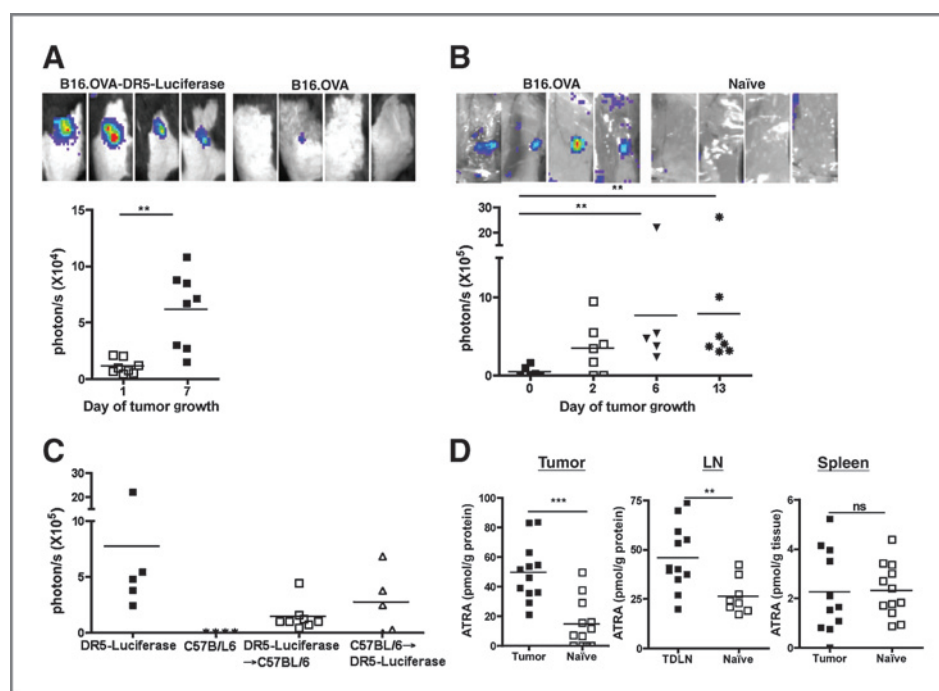 A
B16.OVA-DR5-Luciferase
B16.OVA
**
photon/s (X10⁴)
15
10
5
0
1
7
Day of tumor growth
B
B16.OVA
Naïve
**
**
photon/s (X10⁵)
30
20
10
5
0
0
2
6
13
Day of tumor growth
C
photon/s (X10⁵)
30
20
10
5
0
DR5-Luciferase
C57B/L6
DR5-Luciferase
→C57BL/6
C57BL/6→
DR5-Luciferase
D
Tumor
***
ATRA (pmol/g protein)
100
80
60
40
20
0
Tumor
Naïve
LN
**
ATRA (pmol/g protein)
75
50
25
0
TDLN
Naïve
Spleen
ns
ATRA (pmol/g tissue)
6
4
2
0
Tumor
Naïve